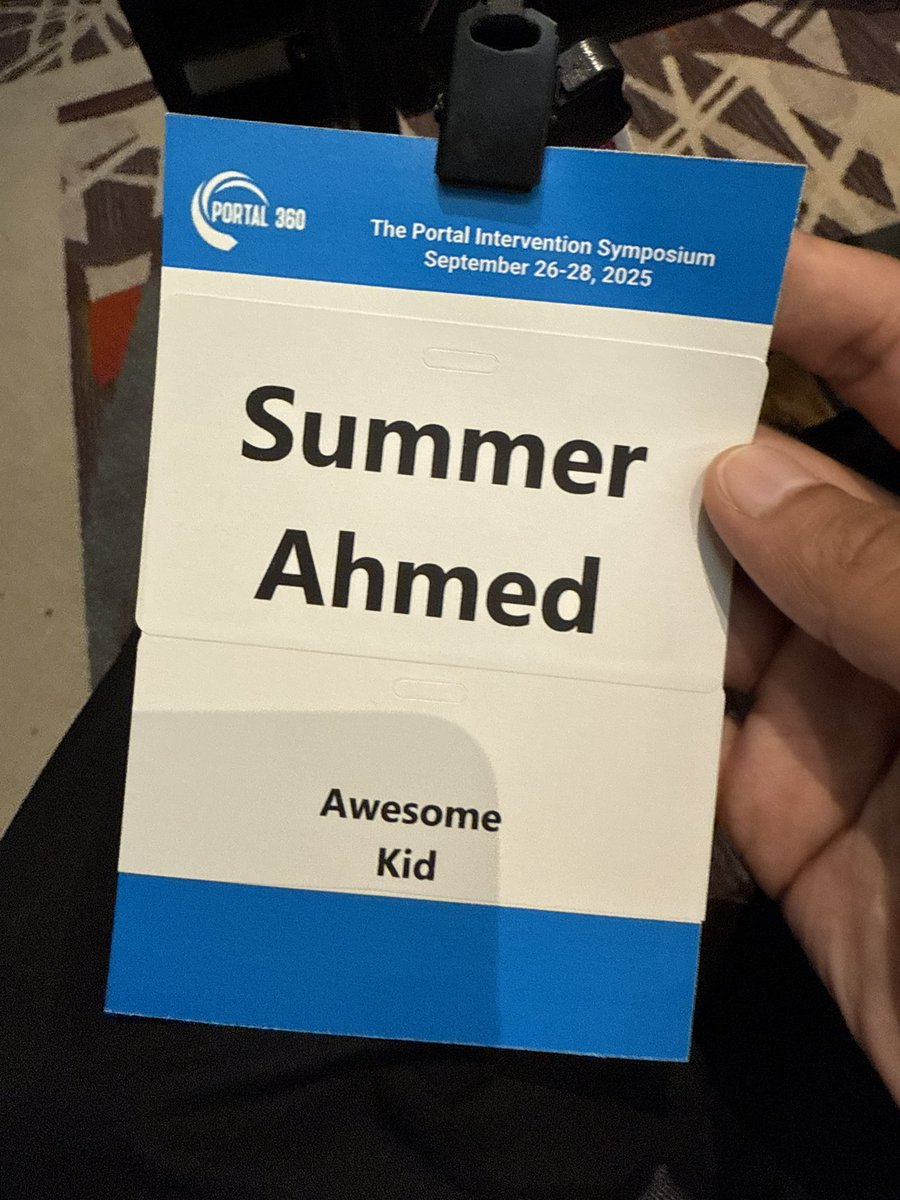 PORTAL 360
The Portal Intervention Symposium
September 26-28, 2025
Summer
Ahmed
Awesome
Kid